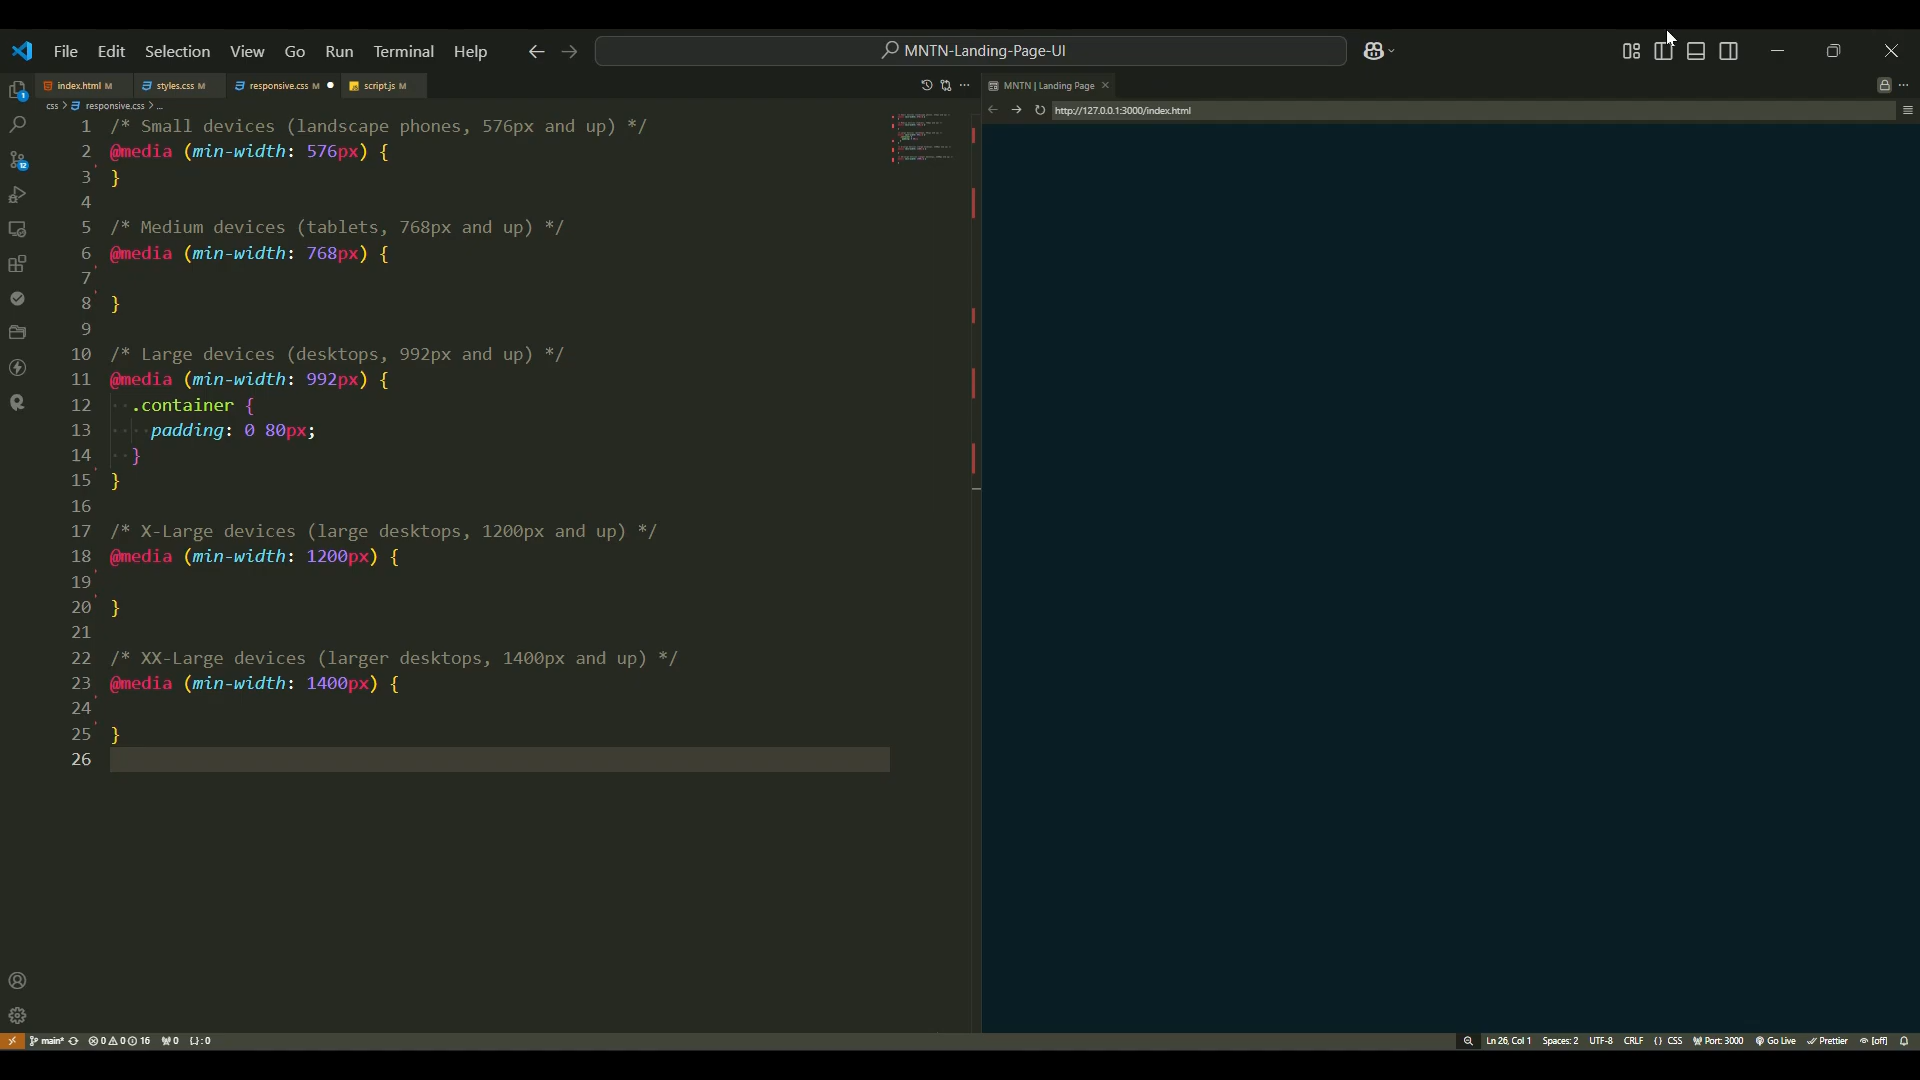 File Edit Selection View Go Run Terminal Help
MNTN-Landing-Page-UI
index.html M styles.css M responsive.css M script.js M
MNTN | Landing Page
css > responsive.css > ...
http://127.0.0.1:3000/index.html
1 /* Small devices (landscape phones, 576px and up) */
2 @media (min-width: 576px) {
3 }
4
5 /* Medium devices (tablets, 768px and up) */
6 @media (min-width: 768px) {
7
8 }
9
10 /* Large devices (desktops, 992px and up) */
11 @media (min-width: 992px) {
12 .container {
13 padding: 0 80px;
14 }
15 }
16
17 /* X-Large devices (large desktops, 1200px and up) */
18 @media (min-width: 1200px) {
19
20 }
21
22 /* XX-Large devices (larger desktops, 1400px and up) */
23 @media (min-width: 1400px) {
24
25 }
26
main* 0 0 16 0 {.} : 0 Ln 26, Col 1 Spaces: 2 UTF-8 CRLF {} CSS Port: 3000 Go Live Prettier [off]